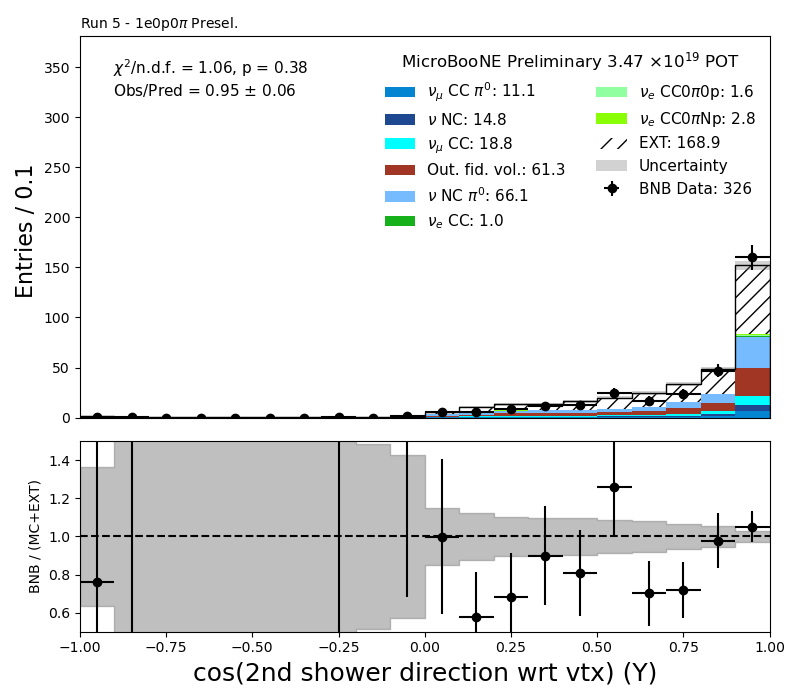 Run 5 - 1e0p0π Presel.
χ²/n.d.f. = 1.06, p = 0.38
Obs/Pred = 0.95 ± 0.06
MicroBooNE Preliminary 3.47 ×10¹⁹ POT
νμ CC π⁰: 11.1
ν NC: 14.8
νμ CC: 18.8
Out. fid. vol.: 61.3
ν NC π⁰: 66.1
νe CC: 1.0
νe CC0π0p: 1.6
νe CC0πNp: 2.8
EXT: 168.9
Uncertainty
BNB Data: 326
Entries / 0.1
350
300
250
200
150
100
50
0
BNB / (MC+EXT)
1.4
1.2
1.0
0.8
0.6
−1.00 −0.75 −0.50 −0.25 0.00 0.25 0.50 0.75 1.00
cos(2nd shower direction wrt vtx) (Y)